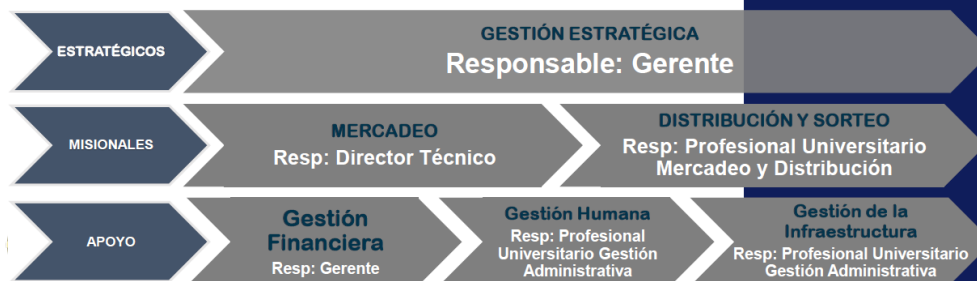 ESTRATÉGICOS
GESTIÓN ESTRATÉGICA
Responsable: Gerente
MISIONALES
MERCADEO
Resp: Director Técnico
DISTRIBUCIÓN Y SORTEO
Resp: Profesional Universitario
Mercadeo y Distribución
APOYO
Gestión
Financiera
Resp: Gerente
Gestión Humana
Resp: Profesional
Universitario Gestión
Administrativa
Gestión de la
Infraestructura
Resp: Profesional Universitario
Gestión Administrativa